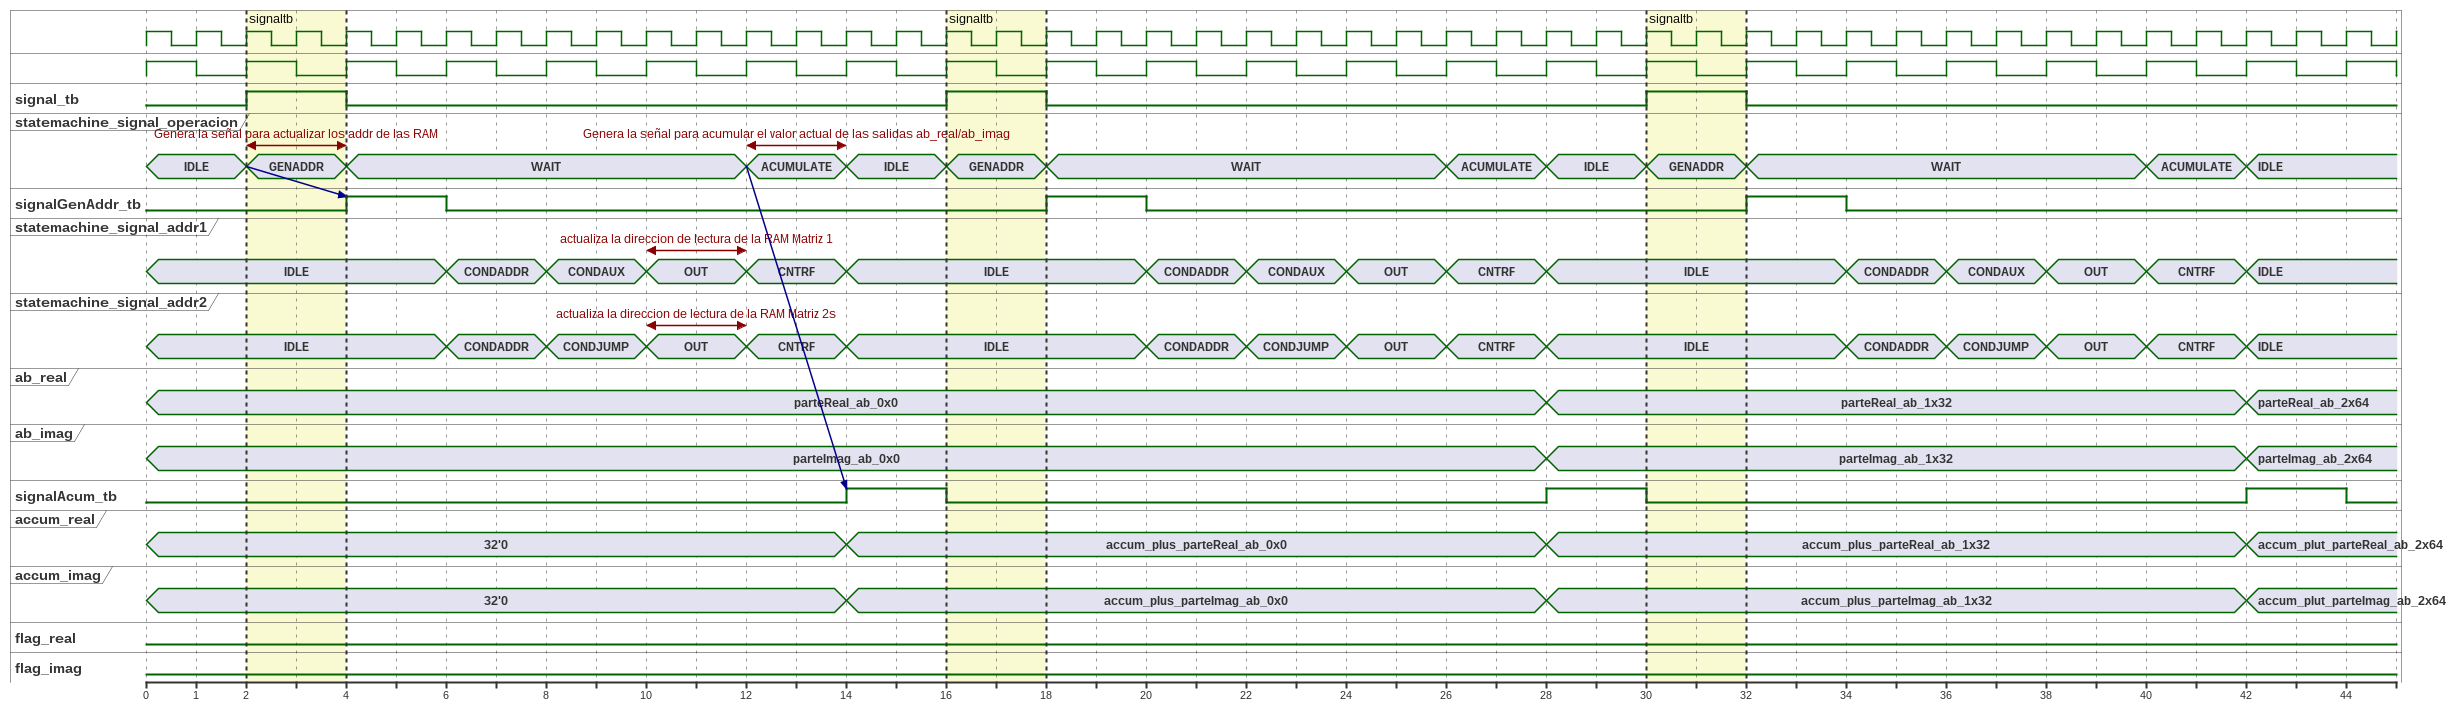 signaltb signaltb signaltb
signal_tb
statemachine_signal_operacion
Genera la señal para actualizar los addr de las RAM Genera la señal para acumular el valor actual de las salidas ab_real/ab_imag
IDLE GENADDR WAIT ACUMULATE IDLE GENADDR WAIT ACUMULATE IDLE GENADDR WAIT ACUMULATE IDLE
signalGenAddr_tb
statemachine_signal_addr1
actualiza la direccion de lectura de la RAM Matriz 1
IDLE CONDADDR CONDAUX OUT CNTRF IDLE CONDADDR CONDAUX OUT CNTRF IDLE CONDADDR CONDAUX OUT CNTRF IDLE
statemachine_signal_addr2
actualiza la direccion de lectura de la RAM Matriz 2s
IDLE CONDADDR CONDJUMP OUT CNTRF IDLE CONDADDR CONDJUMP OUT CNTRF IDLE CONDADDR CONDJUMP OUT CNTRF IDLE
ab_real
parteReal_ab_0x0 parteReal_ab_1x32 parteReal_ab_2x64
ab_imag
parteImag_ab_0x0 parteImag_ab_1x32 parteImag_ab_2x64
signalAcum_tb
accum_real
32'0 accum_plus_parteReal_ab_0x0 accum_plus_parteReal_ab_1x32 accum_plut_parteReal_ab_2x64
accum_imag
32'0 accum_plus_parteImag_ab_0x0 accum_plus_parteImag_ab_1x32 accum_plut_parteImag_ab_2x64
flag_real
flag_imag
0 1 2 4 6 8 10 12 14 16 18 20 22 24 26 28 30 32 34 36 38 40 42 44